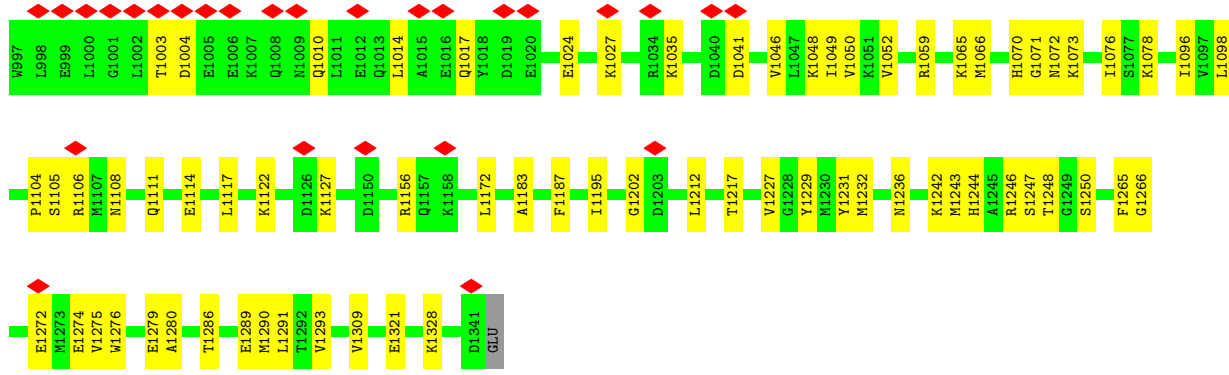 W997 L998 E999 L1000 G1001 L1002 T1003 D1004 E1005 E1006 K1007 Q1008 N1009 Q1010 L1011 E1012 Q1013 L1014 A1015 E1016 Q1017 Y1018 D1019 E1020 E1024 K1027 R1034 K1035 D1040 D1041 V1046 L1047 K1048 I1049 V1050 K1051 V1052 R1059 K1065 M1066 H1070 G1071 N1072 K1073 I1076 S1077 K1078 I1096 V1097 L1098
P1104 S1105 R1106 M1107 N1108 Q1111 E1114 L1117 K1122 D1126 K1127 D1150 R1156 Q1157 K1158 L1172 A1183 F1187 I1195 G1202 D1203 L1212 T1217 V1227 G1228 Y1229 M1230 Y1231 M1232 N1236 K1242 M1243 H1244 A1245 R1246 S1247 T1248 G1249 S1250 F1265 G1266
E1272 M1273 E1274 V1275 W1276 E1279 A1280 T1286 E1289 M1290 L1291 T1292 V1293 V1309 E1321 K1328 D1341 GLU